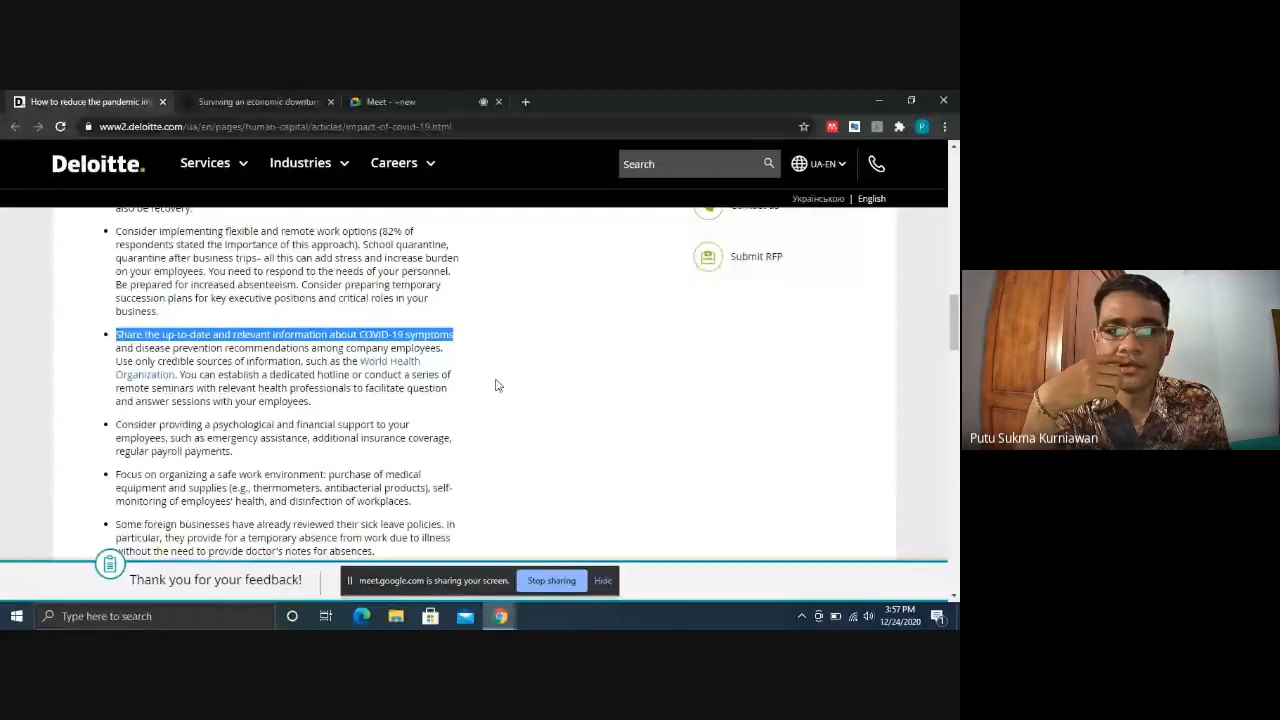 How to reduce the pandemic im
Surviving an economic downtur
Meet - ~new
www2.deloitte.com/ua/en/pages/human-capital/articles/impact-of-covid-19.html
P
Deloitte.
Services
Industries
Careers
Search
UA-EN
Українською | English
also be recovery.
Contact us
Consider implementing flexible and remote work options (82% of
respondents stated the importance of this approach). School quarantine,
quarantine after business trips– all this can add stress and increase burden
on your employees. You need to respond to the needs of your personnel.
Be prepared for increased absenteeism. Consider preparing temporary
succession plans for key executive positions and critical roles in your
business.
Submit RFP
Share the up-to-date and relevant information about COVID-19 symptoms
and disease prevention recommendations among company employees.
Use only credible sources of information, such as the World Health
Organization. You can establish a dedicated hotline or conduct a series of
remote seminars with relevant health professionals to facilitate question
and answer sessions with your employees.
Consider providing a psychological and financial support to your
employees, such as emergency assistance, additional insurance coverage,
regular payroll payments.
Focus on organizing a safe work environment: purchase of medical
equipment and supplies (e.g., thermometers, antibacterial products), self-
monitoring of employees' health, and disinfection of workplaces.
Some foreign businesses have already reviewed their sick leave policies. In
particular, they provide for a temporary absence from work due to illness
without the need to provide doctor's notes for absences.
Thank you for your feedback!
meet.google.com is sharing your screen.
Stop sharing
Hide
Type here to search
3:57 PM
12/24/2020
1
Putu Sukma Kurniawan